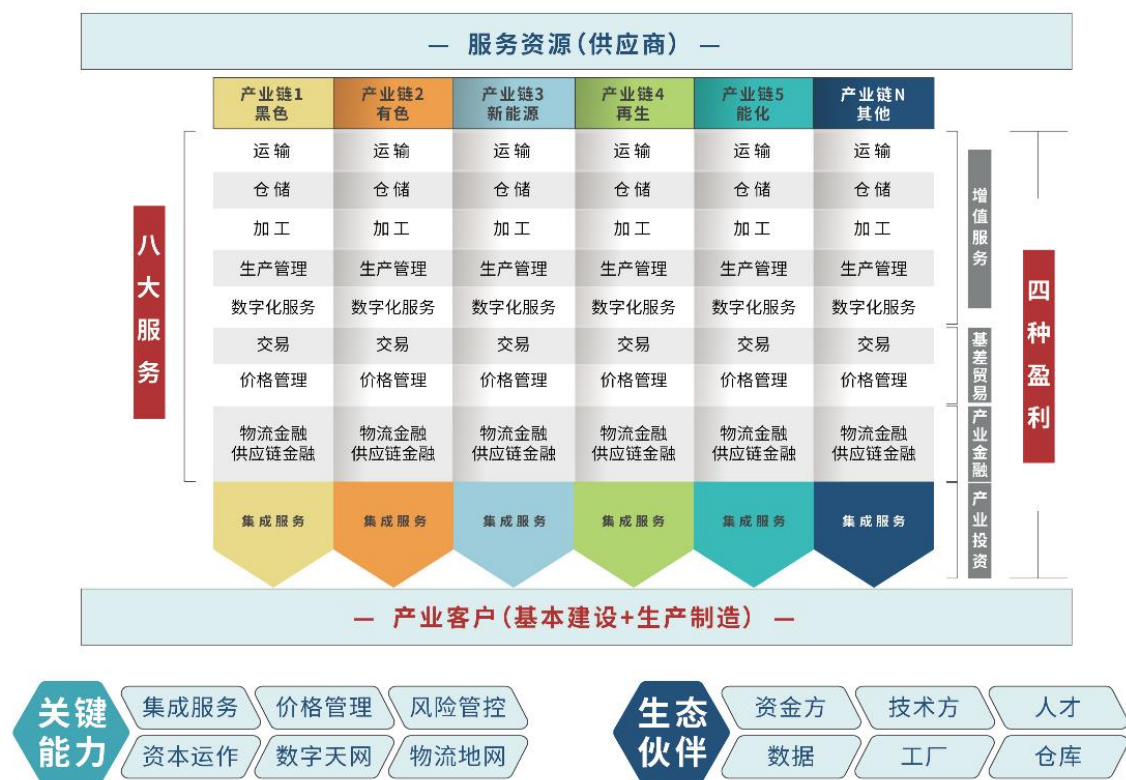 — 服务资源(供应商) —
产业链1 产业链2 产业链3 产业链4 产业链5 产业链N
黑色 有色 新能源 再生 能化 其他
运输 运输 运输 运输 运输 运输
仓储 仓储 仓储 仓储 仓储 仓储
加工 加工 加工 加工 加工 加工
生产管理 生产管理 生产管理 生产管理 生产管理 生产管理
数字化服务 数字化服务 数字化服务 数字化服务 数字化服务 数字化服务
交易 交易 交易 交易 交易 交易
价格管理 价格管理 价格管理 价格管理 价格管理 价格管理
物流金融 物流金融 物流金融 物流金融 物流金融 物流金融
供应链金融 供应链金融 供应链金融 供应链金融 供应链金融 供应链金融
集成服务 集成服务 集成服务 集成服务 集成服务 集成服务
八大服务
增值服务
基差贸易
产业金融
产业投资
四种盈利
— 产业客户(基本建设+生产制造) —
关键
能力
集成服务 价格管理 风险管控
资本运作 数字天网 物流地网
生态
伙伴
资金方 技术方 人才
数据 工厂 仓库